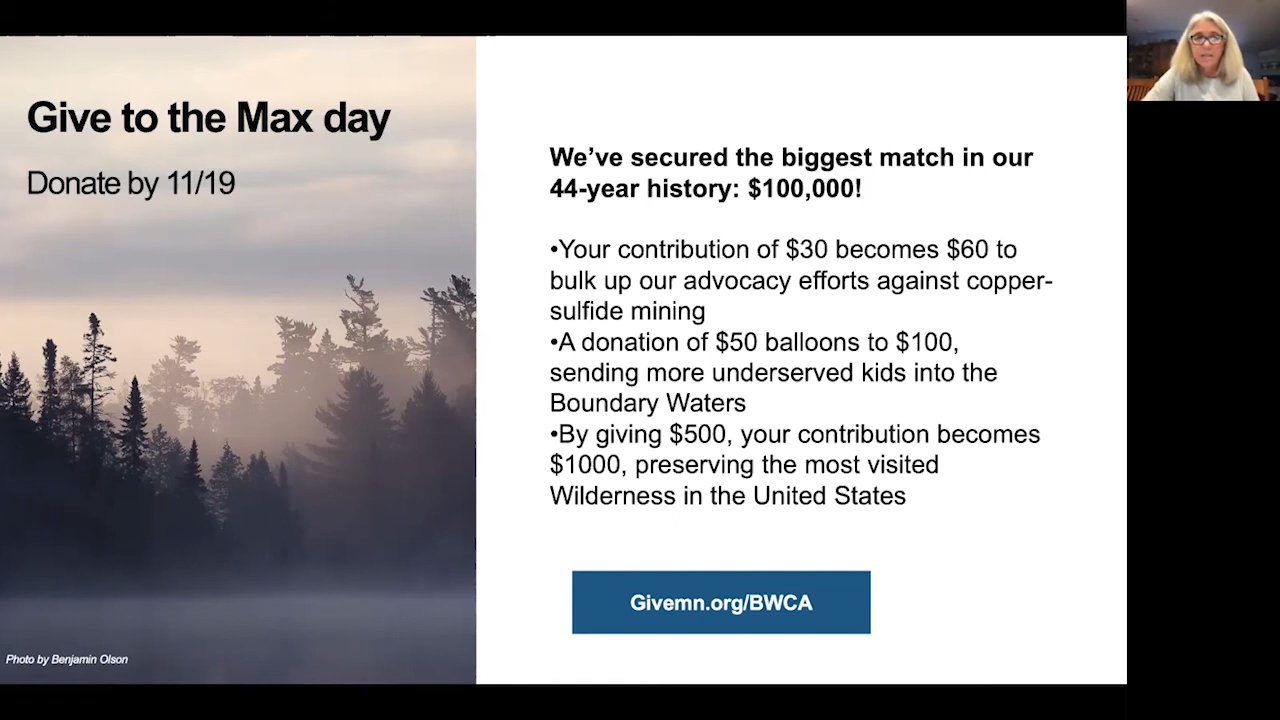 Give to the Max day
Donate by 11/19
We’ve secured the biggest match in our
44-year history: $100,000!
•Your contribution of $30 becomes $60 to
bulk up our advocacy efforts against copper-
sulfide mining
•A donation of $50 balloons to $100,
sending more underserved kids into the
Boundary Waters
•By giving $500, your contribution becomes
$1000, preserving the most visited
Wilderness in the United States
Givemn.org/BWCA
Photo by Benjamin Olson